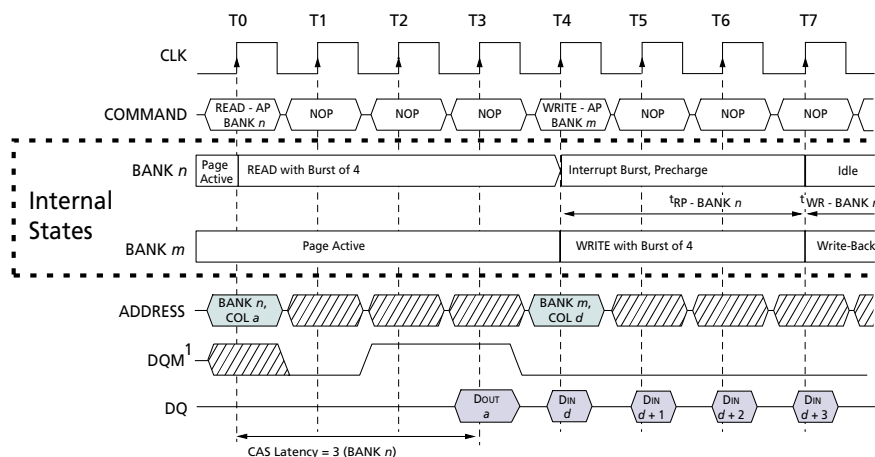 T0 T1 T2 T3 T4 T5 T6 T7
CLK
COMMAND
READ - AP
BANK n
NOP
NOP
NOP
WRITE - AP
BANK m
NOP
NOP
NOP
Internal
States
BANK n
Page
Active
READ with Burst of 4
Interrupt Burst, Precharge
Idle
tRP - BANK n
tWR - BANK
BANK m
Page Active
WRITE with Burst of 4
Write-Back
ADDRESS
BANK n,
COL a
BANK m,
COL d
DQM1
DQ
DOUT
a
DIN
d
DIN
d + 1
DIN
d + 2
DIN
d + 3
CAS Latency = 3 (BANK n)